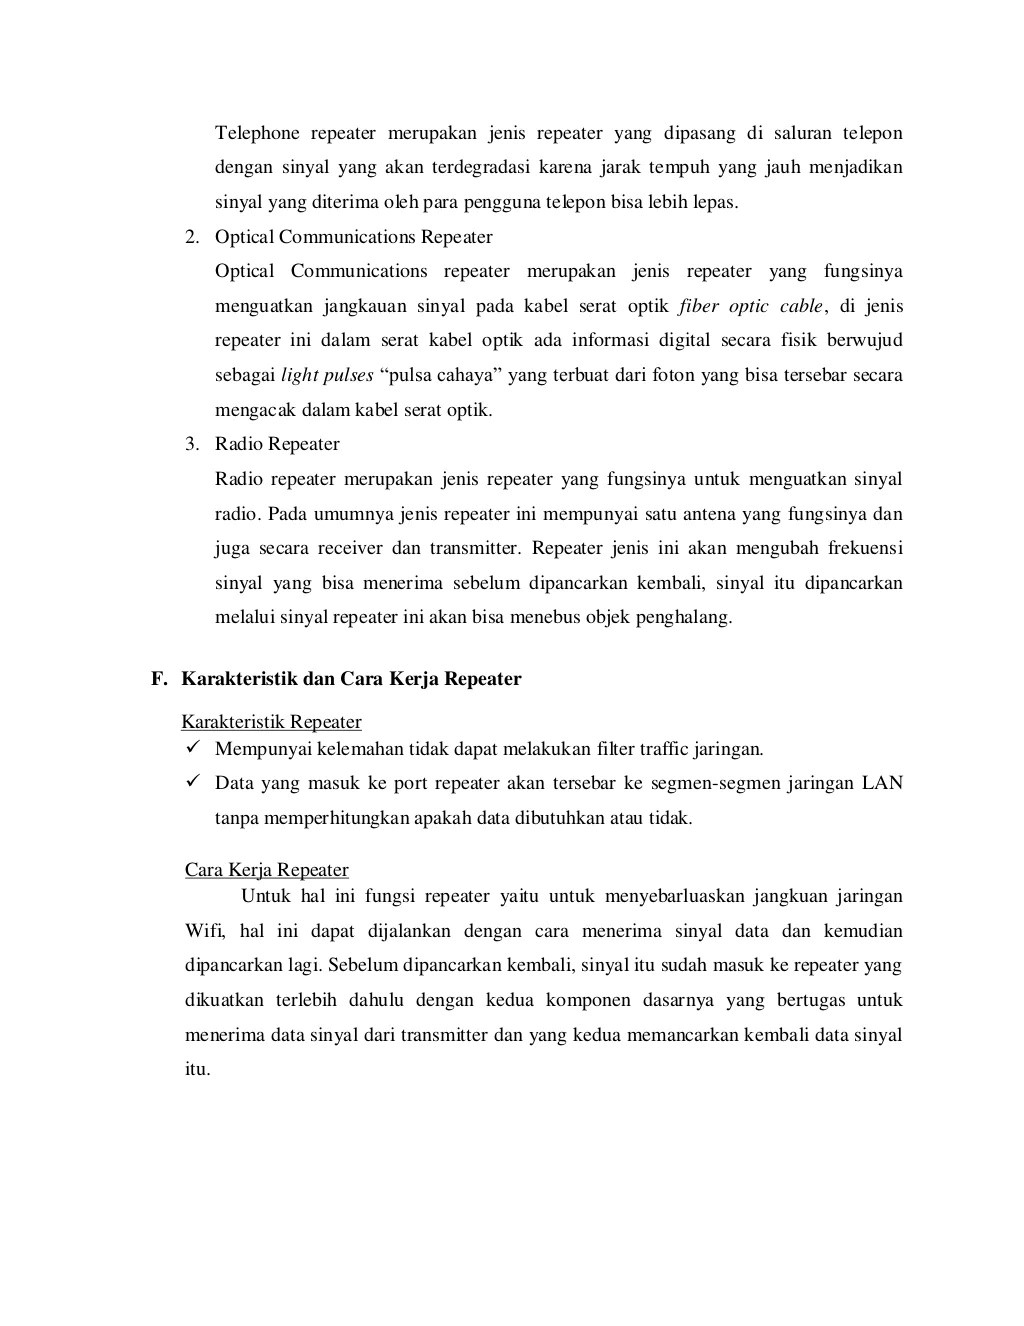 Telephone repeater merupakan jenis repeater yang dipasang di saluran telepon
dengan sinyal yang akan terdegradasi karena jarak tempuh yang jauh menjadikan
sinyal yang diterima oleh para pengguna telepon bisa lebih lepas.
2. Optical Communications Repeater
Optical Communications repeater merupakan jenis repeater yang fungsinya
menguatkan jangkauan sinyal pada kabel serat optik fiber optic cable, di jenis
repeater ini dalam serat kabel optik ada informasi digital secara fisik berwujud
sebagai light pulses “pulsa cahaya” yang terbuat dari foton yang bisa tersebar secara
mengacak dalam kabel serat optik.
3. Radio Repeater
Radio repeater merupakan jenis repeater yang fungsinya untuk menguatkan sinyal
radio. Pada umumnya jenis repeater ini mempunyai satu antena yang fungsinya dan
juga secara receiver dan transmitter. Repeater jenis ini akan mengubah frekuensi
sinyal yang bisa menerima sebelum dipancarkan kembali, sinyal itu dipancarkan
melalui sinyal repeater ini akan bisa menebus objek penghalang.
F. Karakteristik dan Cara Kerja Repeater
Karakteristik Repeater
✓ Mempunyai kelemahan tidak dapat melakukan filter traffic jaringan.
✓ Data yang masuk ke port repeater akan tersebar ke segmen-segmen jaringan LAN
tanpa memperhitungkan apakah data dibutuhkan atau tidak.
Cara Kerja Repeater
Untuk hal ini fungsi repeater yaitu untuk menyebarluaskan jangkuan jaringan
Wifi, hal ini dapat dijalankan dengan cara menerima sinyal data dan kemudian
dipancarkan lagi. Sebelum dipancarkan kembali, sinyal itu sudah masuk ke repeater yang
dikuatkan terlebih dahulu dengan kedua komponen dasarnya yang bertugas untuk
menerima data sinyal dari transmitter dan yang kedua memancarkan kembali data sinyal
itu.